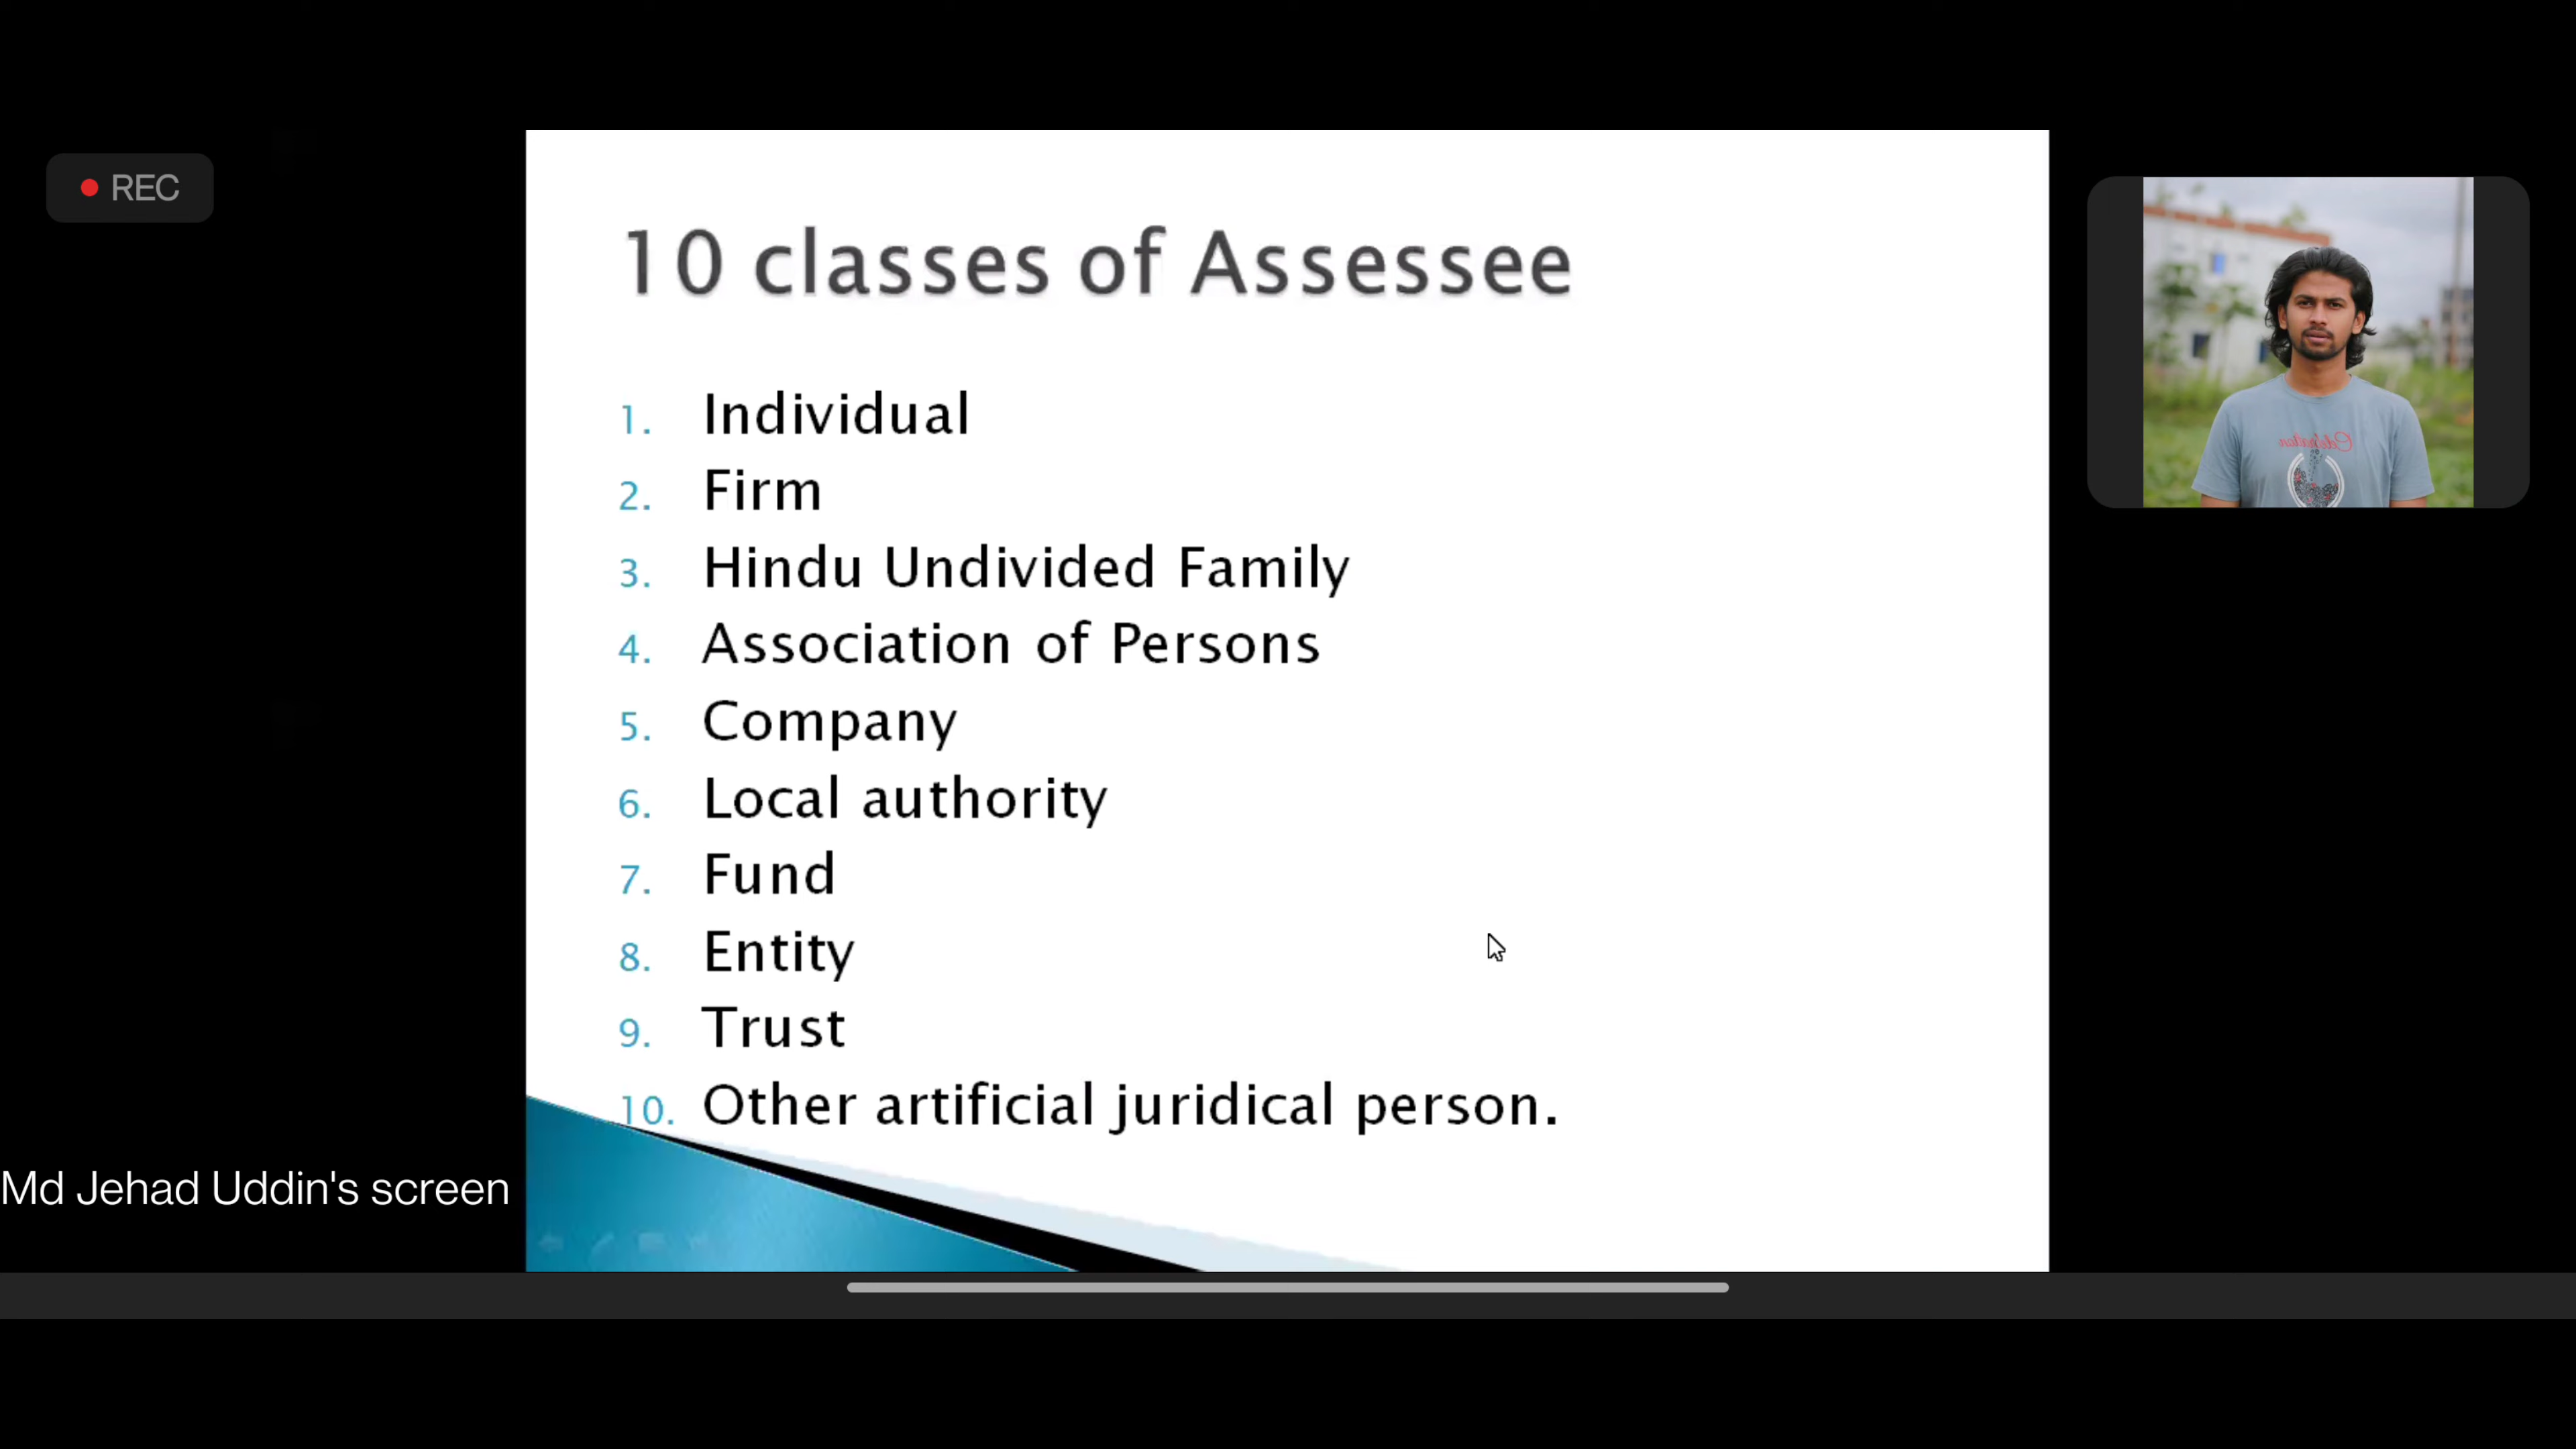 REC
10 classes of Assessee
1. Individual
2. Firm
3. Hindu Undivided Family
4. Association of Persons
5. Company
6. Local authority
7. Fund
8. Entity
9. Trust
10. Other artificial juridical person.
Md Jehad Uddin's screen
Celebration